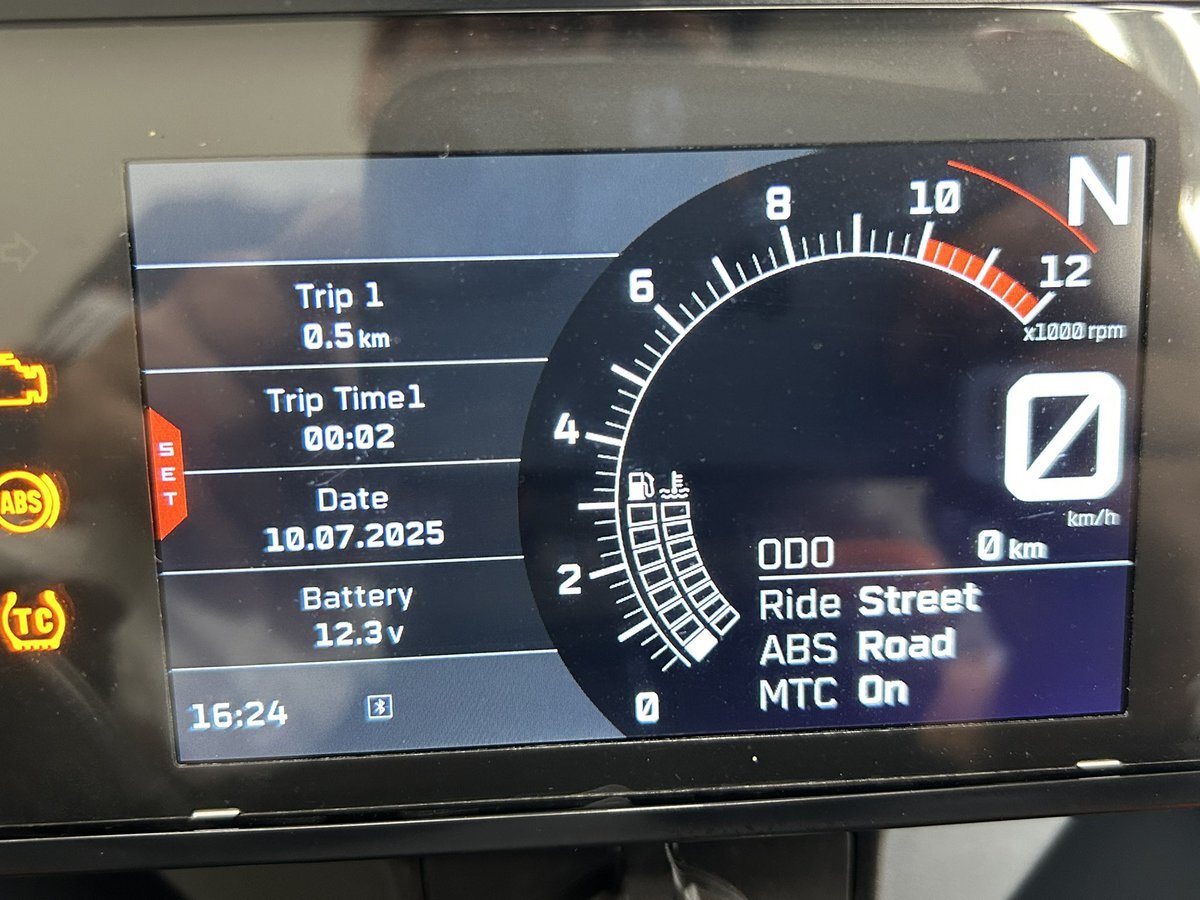 Trip 1
0.5 km
Trip Time1
00:02
Date
10.07.2025
Battery
12.3 v
16:24
SET
ABS
TC
N
0
2
4
6
8
10
12
x1000 rpm
0
km/h
ODO 0 km
Ride Street
ABS Road
MTC On